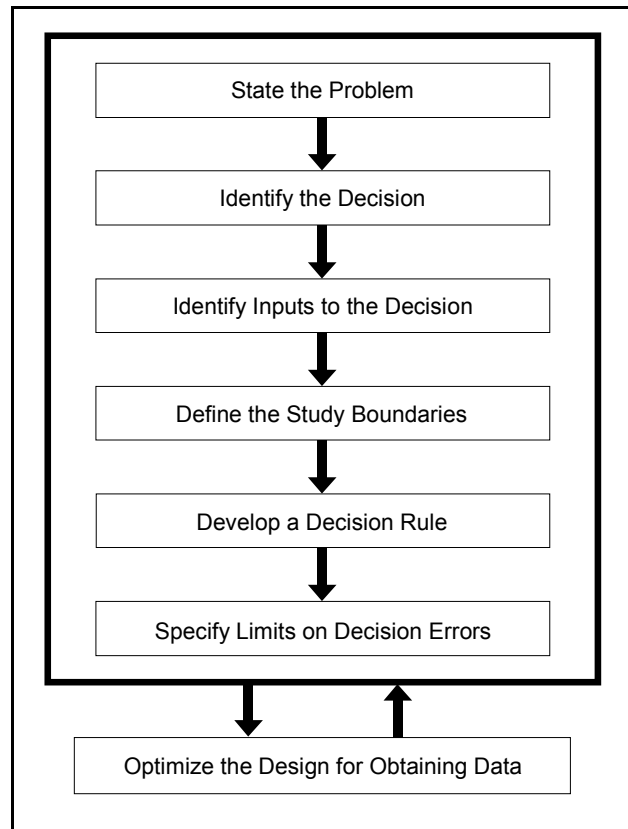 State the Problem
Identify the Decision
Identify Inputs to the Decision
Define the Study Boundaries
Develop a Decision Rule
Specify Limits on Decision Errors
Optimize the Design for Obtaining Data